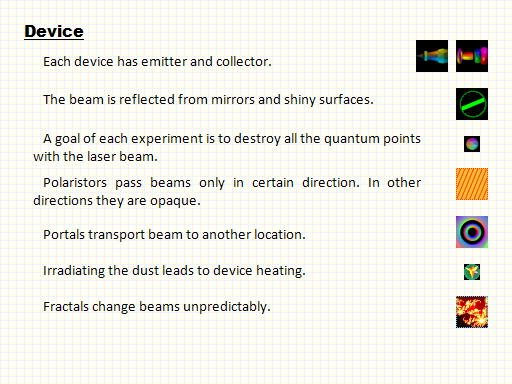 Device
Each device has emitter and collector.
The beam is reflected from mirrors and shiny surfaces.
A goal of each experiment is to destroy all the quantum points
with the laser beam.
Polaristors pass beams only in certain direction. In other
directions they are opaque.
Portals transport beam to another location.
Irradiating the dust leads to device heating.
Fractals change beams unpredictably.